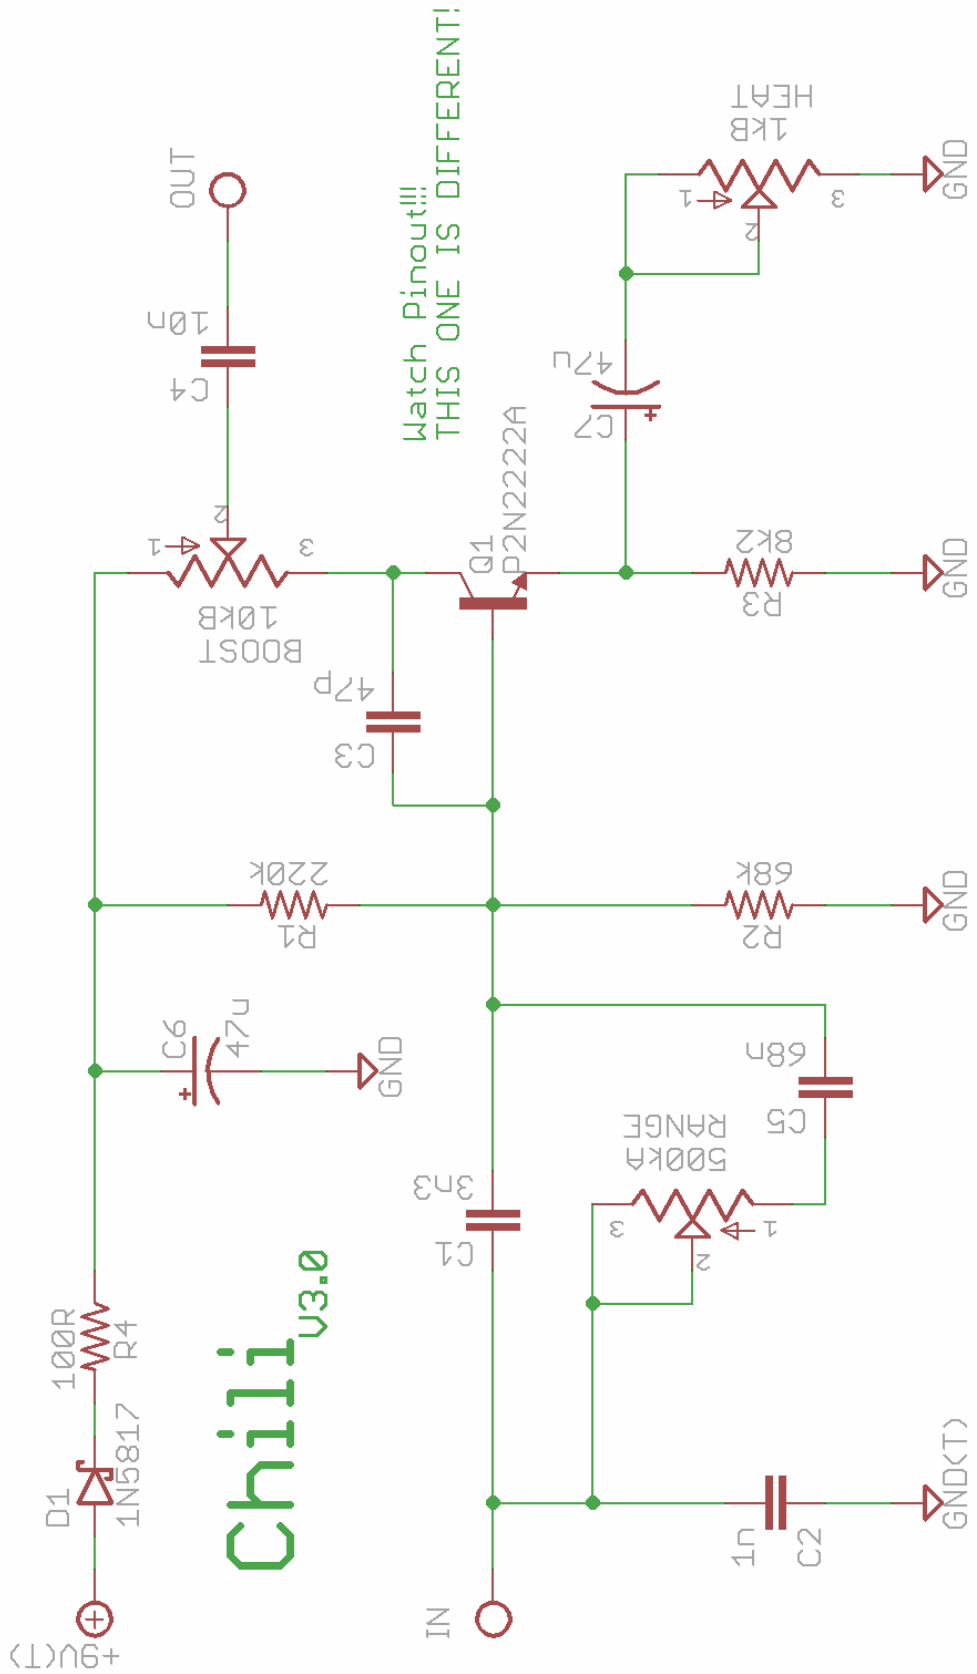 +9V(T)
D1
1N5817
100R
R4
C6
47u
GND
R1
220k
BOOST
10kB
1
2
3
C4
10n
OUT
Chili
v3.0
IN
C1
3n3
C3
47p
Q1
P2N2222A
Watch Pinout!!!
THIS ONE IS DIFFERENT!
RANGE
500kA
3
2
1
C5
68n
1n
C2
GND(T)
R2
68k
GND
R3
8k2
GND
C7
47u
HEAT
1kB
1
2
3
GND